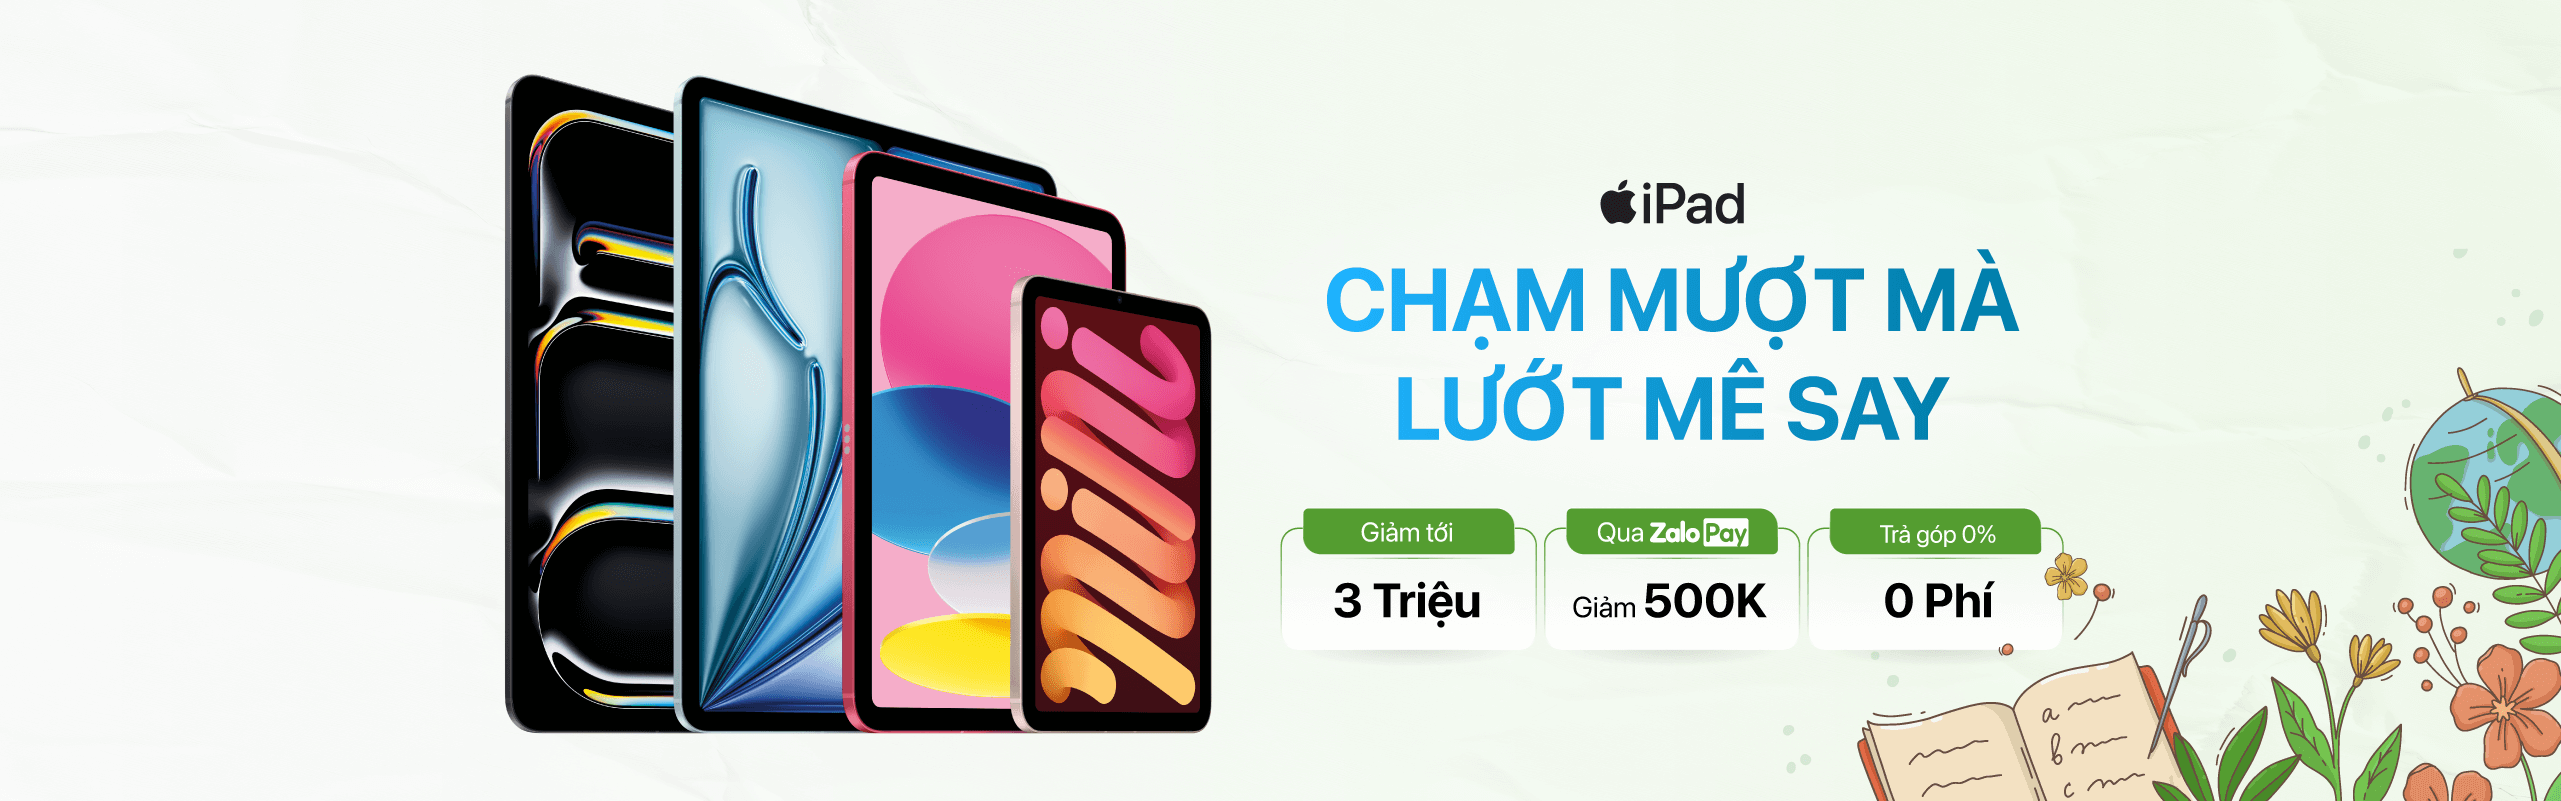 iPad
CHẠM MƯỢT MÀ
LƯỚT MÊ SAY
Giảm tới
3 Triệu
Qua Zalo Pay
Giảm 500K
Trả góp 0%
0 Phí
a
b
c